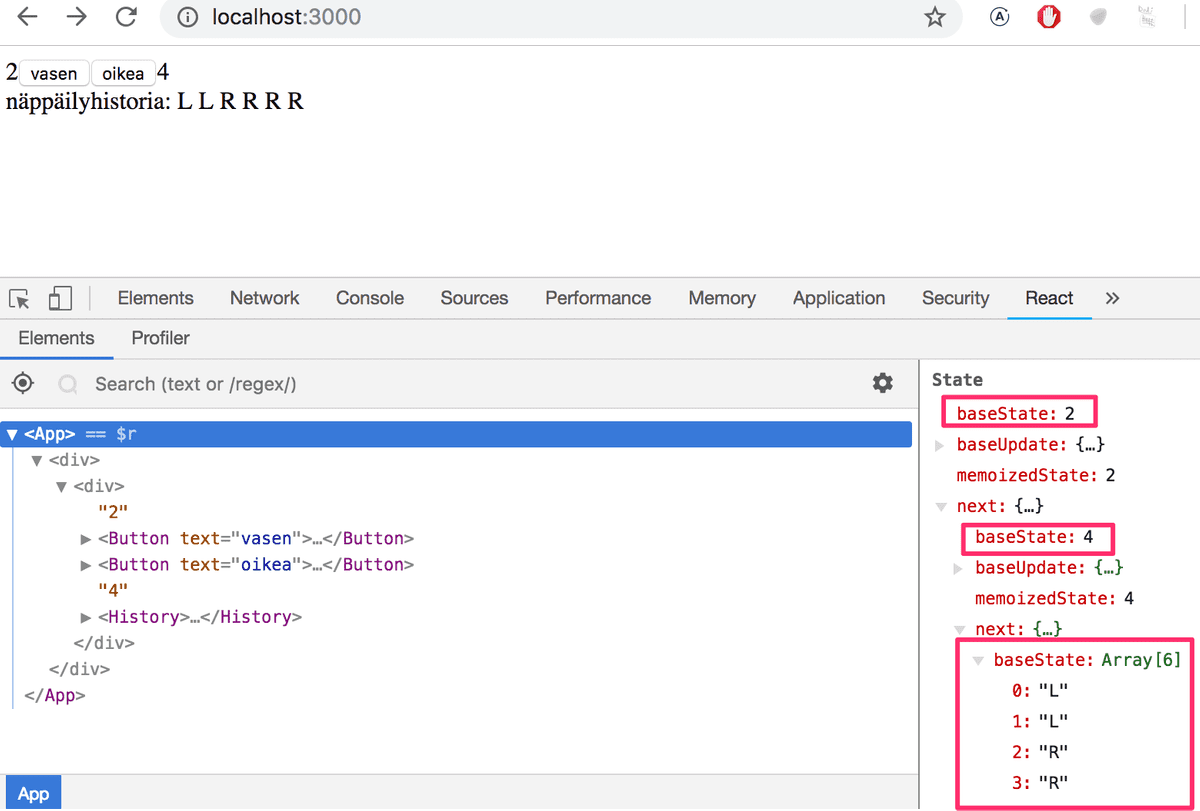 localhost:3000
2 vasen oikea 4
näppäilyhistoria: L L R R R R
Elements Network Console Sources Performance Memory Application Security React »
Elements Profiler
Search (text or /regex/)
▼ <App> == $r
▼ <div>
▼ <div>
"2"
▶ <Button text="vasen">…</Button>
▶ <Button text="oikea">…</Button>
"4"
▶ <History>…</History>
</div>
</div>
</App>
App
State
baseState: 2
▶ baseUpdate: {…}
memoizedState: 2
▼ next: {…}
baseState: 4
▶ baseUpdate: {…}
memoizedState: 4
▼ next: {…}
▼ baseState: Array[6]
0: "L"
1: "L"
2: "R"
3: "R"